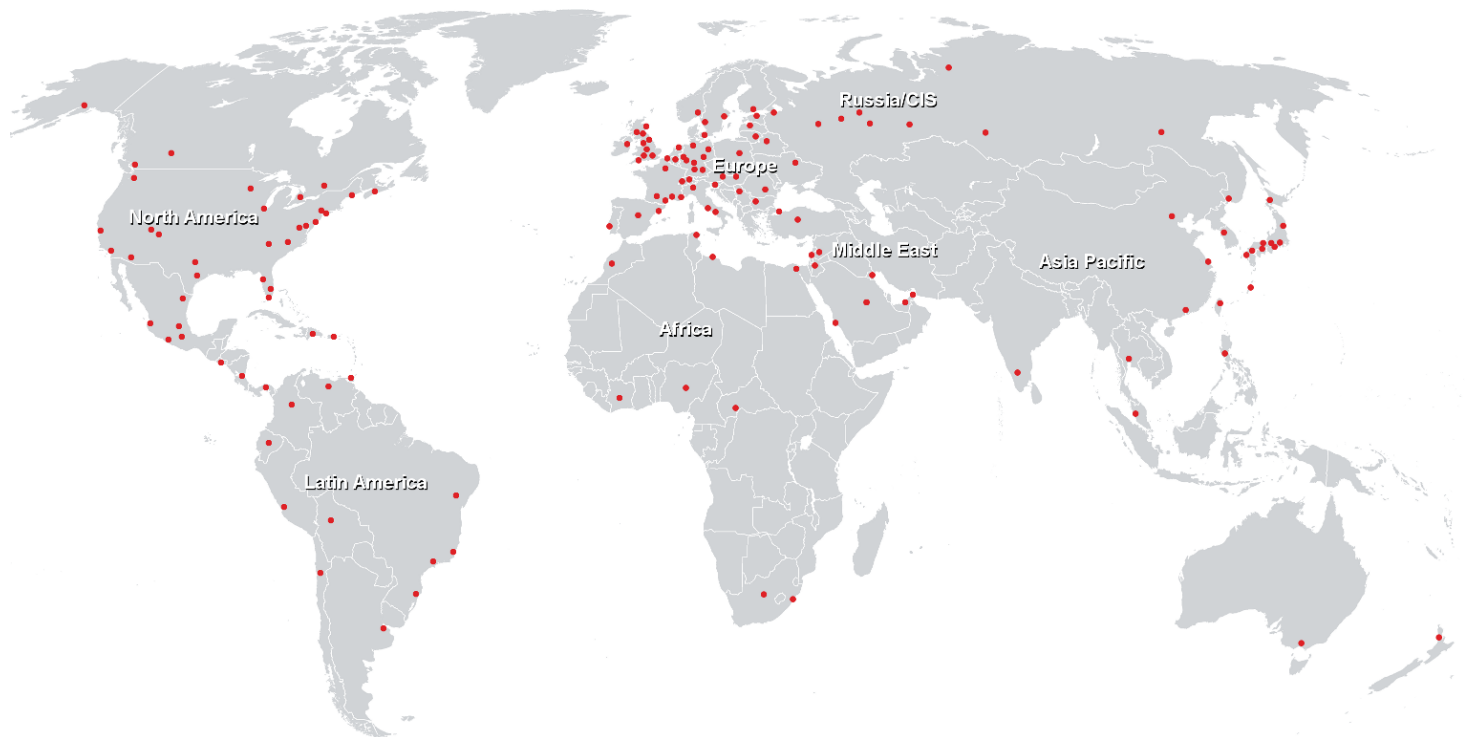 Russia/CIS
Europe
North America
Middle East
Asia Pacific
Africa
Latin America